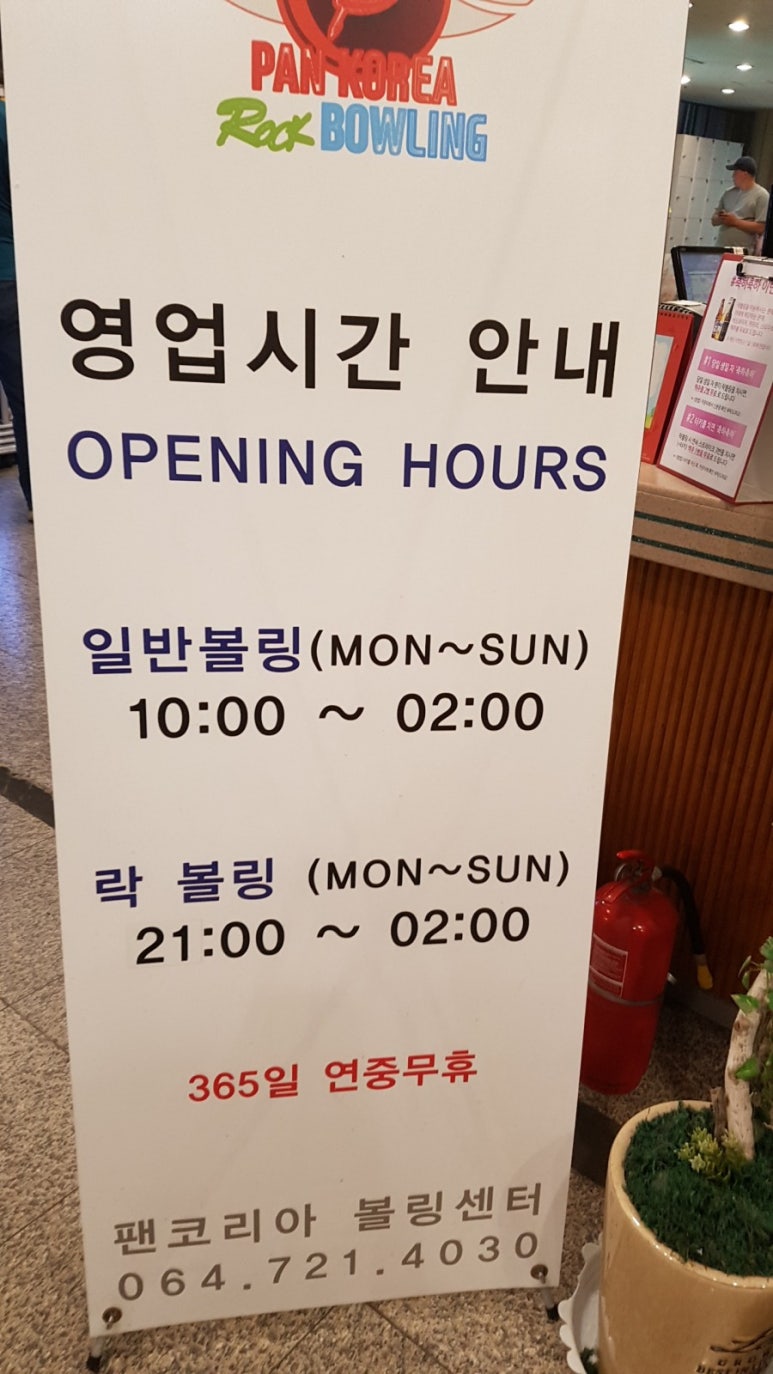 PAN KOREA
Rock BOWLING
영업시간 안내
OPENING HOURS
일반볼링(MON~SUN)
10:00 ~ 02:00
락 볼링 (MON~SUN)
21:00 ~ 02:00
365일 연중무휴
팬코리아 볼링센터
064.721.4030